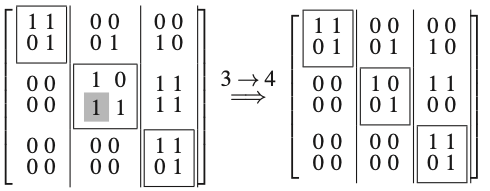 1 1 0 0 0 0 1 1 0 0 0 0
0 1 0 1 1 0 0 1 0 1 1 0
3 → 4
0 0 1 0 1 1 0 0 1 0 1 1
0 0 1 1 1 1 0 0 0 1 0 0
0 0 0 0 1 1 0 0 0 0 1 1
0 0 0 0 0 1 0 0 0 0 0 1